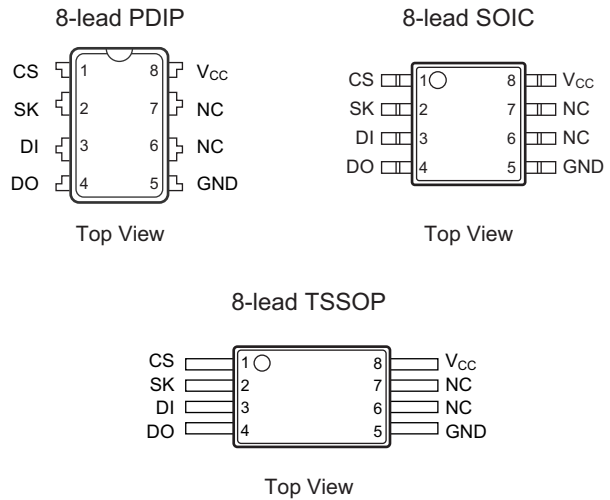 8-lead PDIP
CS 1 8 VCC
SK 2 7 NC
DI 3 6 NC
DO 4 5 GND
Top View
8-lead SOIC
CS 1 8 VCC
SK 2 7 NC
DI 3 6 NC
DO 4 5 GND
Top View
8-lead TSSOP
CS 1 8 VCC
SK 2 7 NC
DI 3 6 NC
DO 4 5 GND
Top View